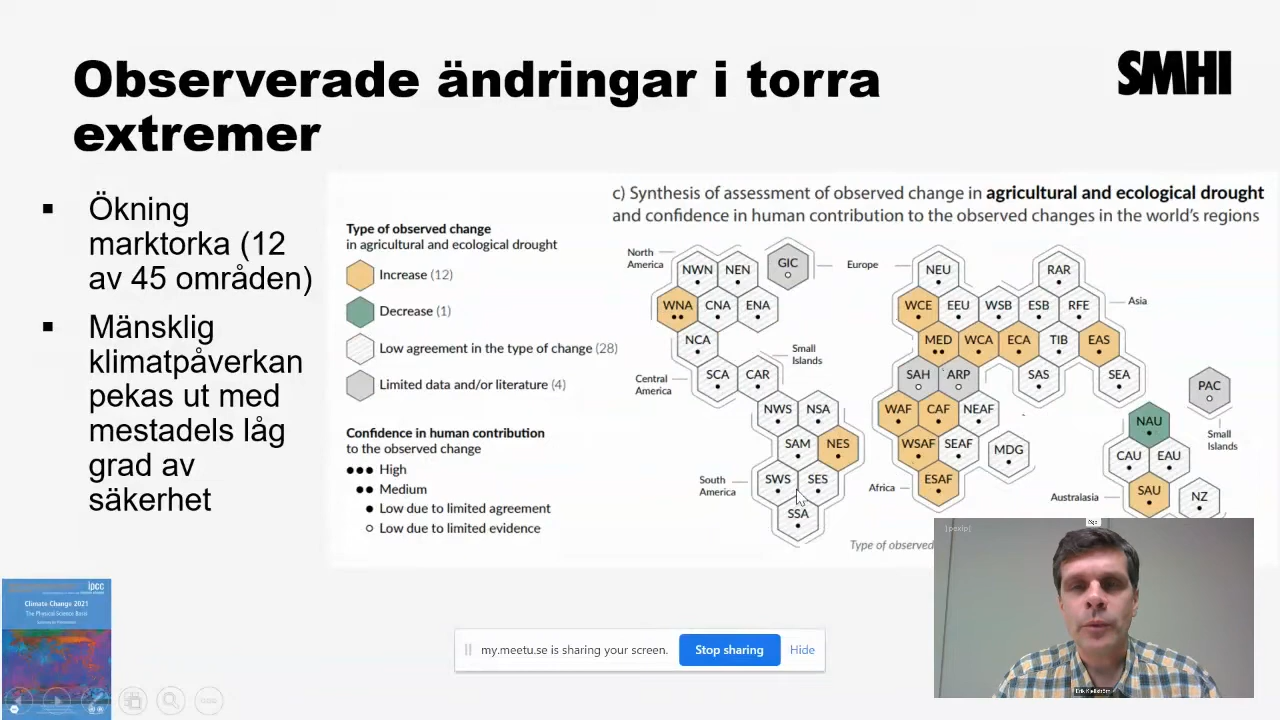 Observerade ändringar i torra
extremer
SMHI
▪ Ökning
marktorka (12
av 45 områden)
▪ Mänsklig
klimatpåverkan
pekas ut med
mestadels låg
grad av
säkerhet
c) Synthesis of assessment of observed change in agricultural and ecological drought
and confidence in human contribution to the observed changes in the world's regions
Type of observed change
in agricultural and ecological drought
Increase (12)
Decrease (1)
Low agreement in the type of change (28)
Limited data and/or literature (4)
Confidence in human contribution
to the observed change
●●● High
●● Medium
● Low due to limited agreement
○ Low due to limited evidence
North
America
NWN NEN GIC
WNA CNA ENA
NCA
Small
Islands
Central
America
SCA CAR
NWS NSA
SAM NES
South
America
SWS SES
SSA
Europe
NEU RAR
WCE EEU WSB ESB RFE
Asia
MED WCA ECA TIB EAS
SAH ARP SAS SEA
WAF CAF NEAF
WSAF SEAF MDG
Africa
ESAF
PAC
Small
Islands
NAU
CAU EAU
Australasia
SAU NZ
Type of observed
ipcc
Climate Change 2021
The Physical Science Basis
my.meetu.se is sharing your screen.
Stop sharing
Hide
[pexip]
Erik Kjellström